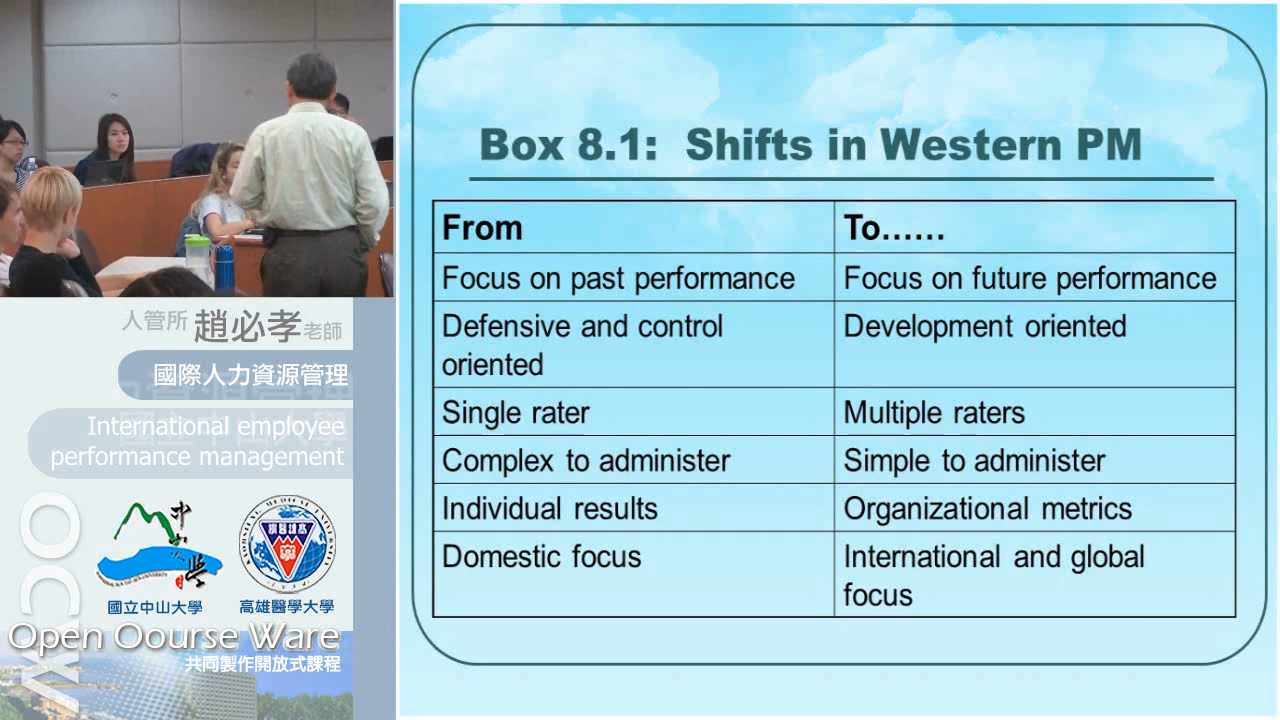 Box 8.1: Shifts in Western PM
From
To......
Focus on past performance
Focus on future performance
Defensive and control
oriented
Development oriented
Single rater
Multiple raters
Complex to administer
Simple to administer
Individual results
Organizational metrics
Domestic focus
International and global
focus
人管所 趙必孝 老師
國際人力資源管理
International employee
performance management
國立中山大學
高雄醫學大學
OCW
Open Oourse Ware
共同製作開放式課程